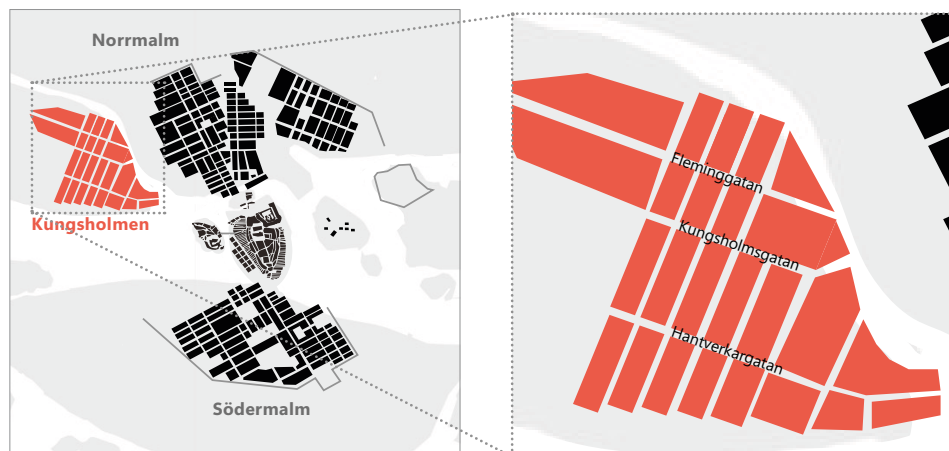 Norrmalm
Kungsholmen
Södermalm
Fleminggatan
Kungsholmsgatan
Hantverkargatan